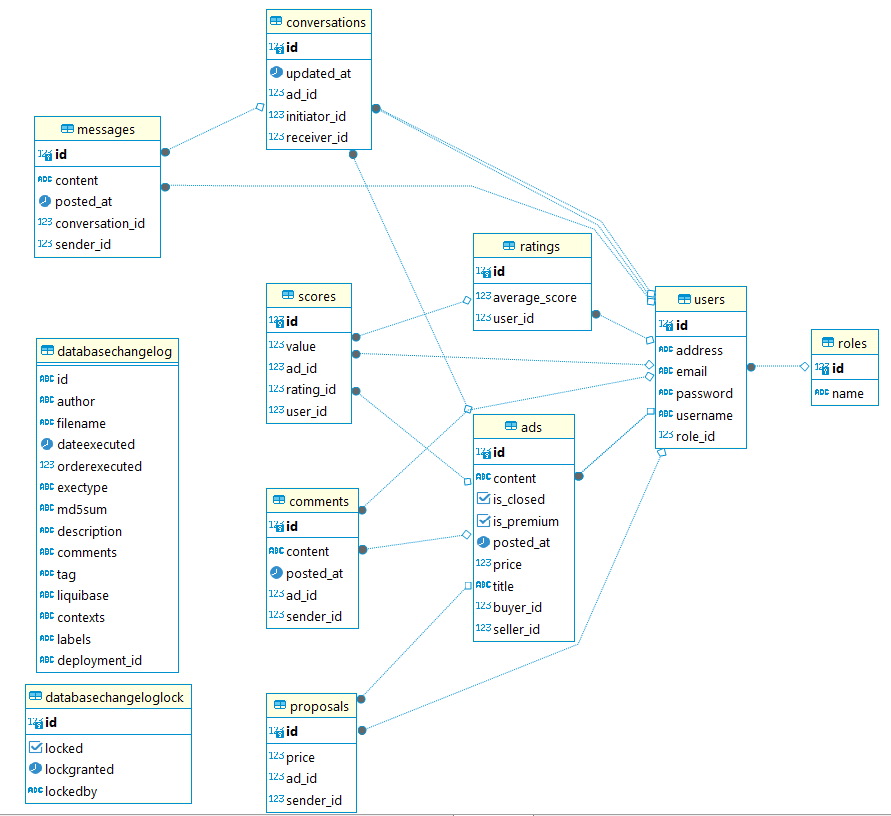 conversations
id
updated_at
ad_id
initiator_id
receiver_id
messages
id
content
posted_at
conversation_id
sender_id
ratings
id
average_score
user_id
scores
id
value
ad_id
rating_id
user_id
users
id
address
email
password
username
role_id
roles
id
name
databasechangelog
id
author
filename
dateexecuted
orderexecuted
exectype
md5sum
description
comments
tag
liquibase
contexts
labels
deployment_id
ads
id
content
is_closed
is_premium
posted_at
price
title
buyer_id
seller_id
comments
id
content
posted_at
ad_id
sender_id
databasechangeloglock
id
locked
lockgranted
lockedby
proposals
id
price
ad_id
sender_id